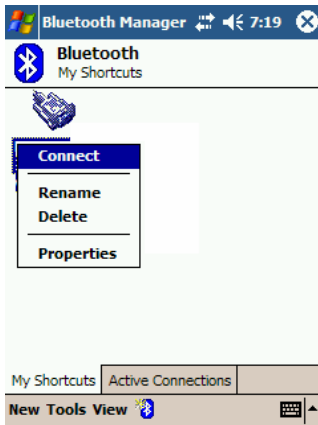 Bluetooth Manager 7:19
Bluetooth
My Shortcuts
Connect
Rename
Delete
Properties
My Shortcuts Active Connections
New Tools View